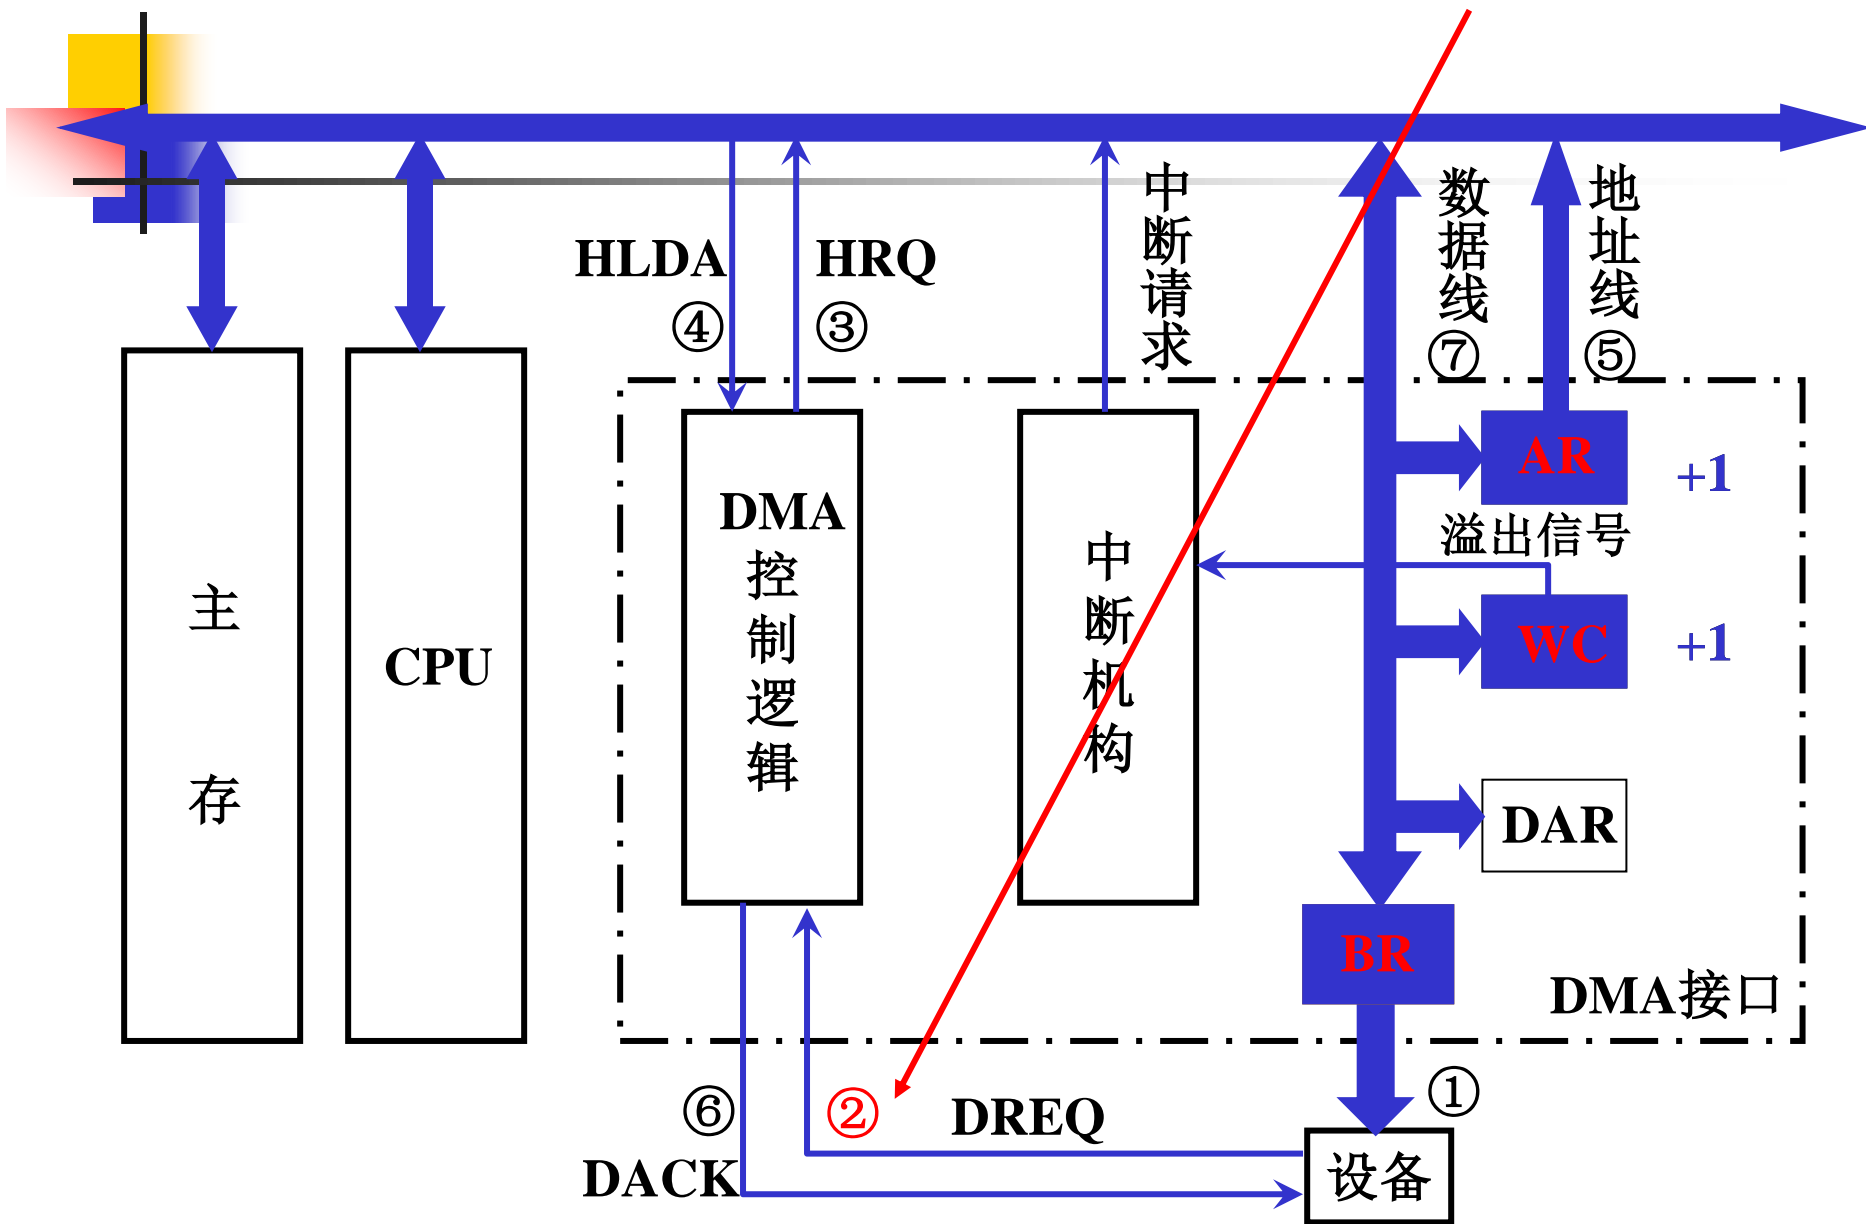 HLDA
④
HRQ
③
中断请求
数据线
⑦
地址线
⑤
主存
CPU
DMA
控制逻辑
中断机构
AR
+1
溢出信号
WC
+1
DAR
BR
DMA接口
⑥
DACK
②
DREQ
①
设备